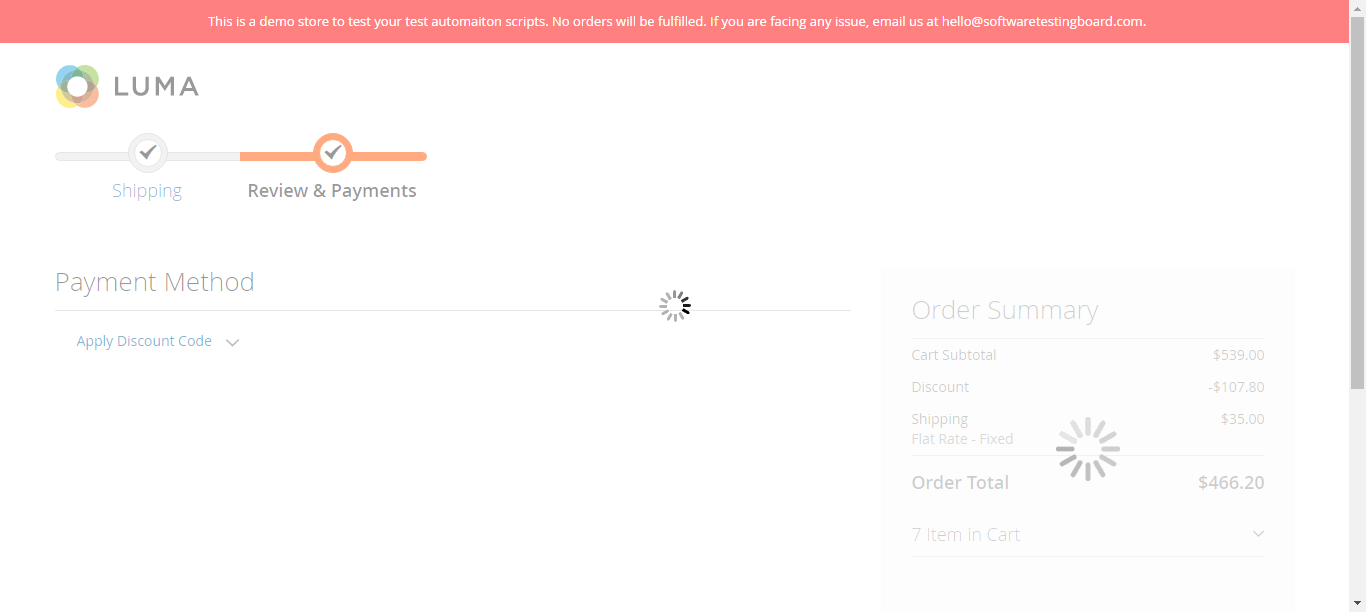 This is a demo store to test your test automaiton scripts. No orders will be fulfilled. If you are facing any issue, email us at hello@softwaretestingboard.com.
LUMA
Shipping
Review & Payments
Payment Method
Apply Discount Code
Order Summary
Cart Subtotal $539.00
Discount -$107.80
Shipping $35.00
Flat Rate - Fixed
Order Total $466.20
7 Item in Cart